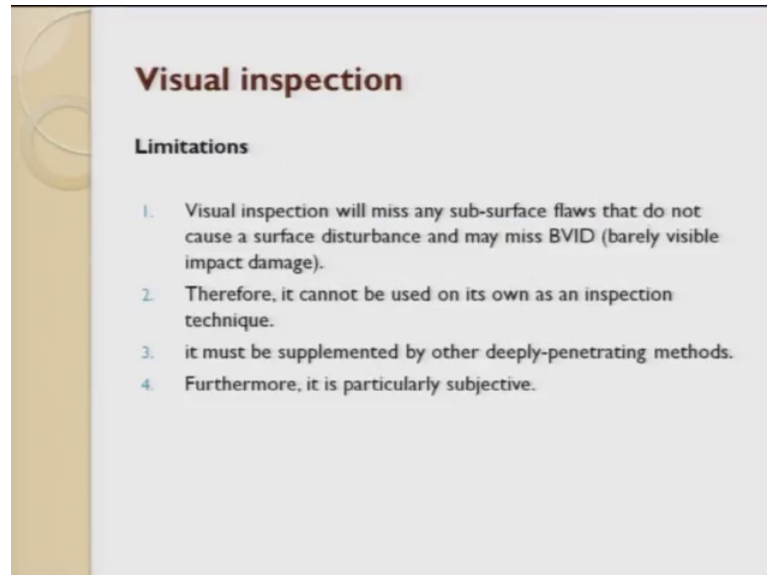 Visual inspection
Limitations
1. Visual inspection will miss any sub-surface flaws that do not
cause a surface disturbance and may miss BVID (barely visible
impact damage).
2. Therefore, it cannot be used on its own as an inspection
technique.
3. it must be supplemented by other deeply-penetrating methods.
4. Furthermore, it is particularly subjective.